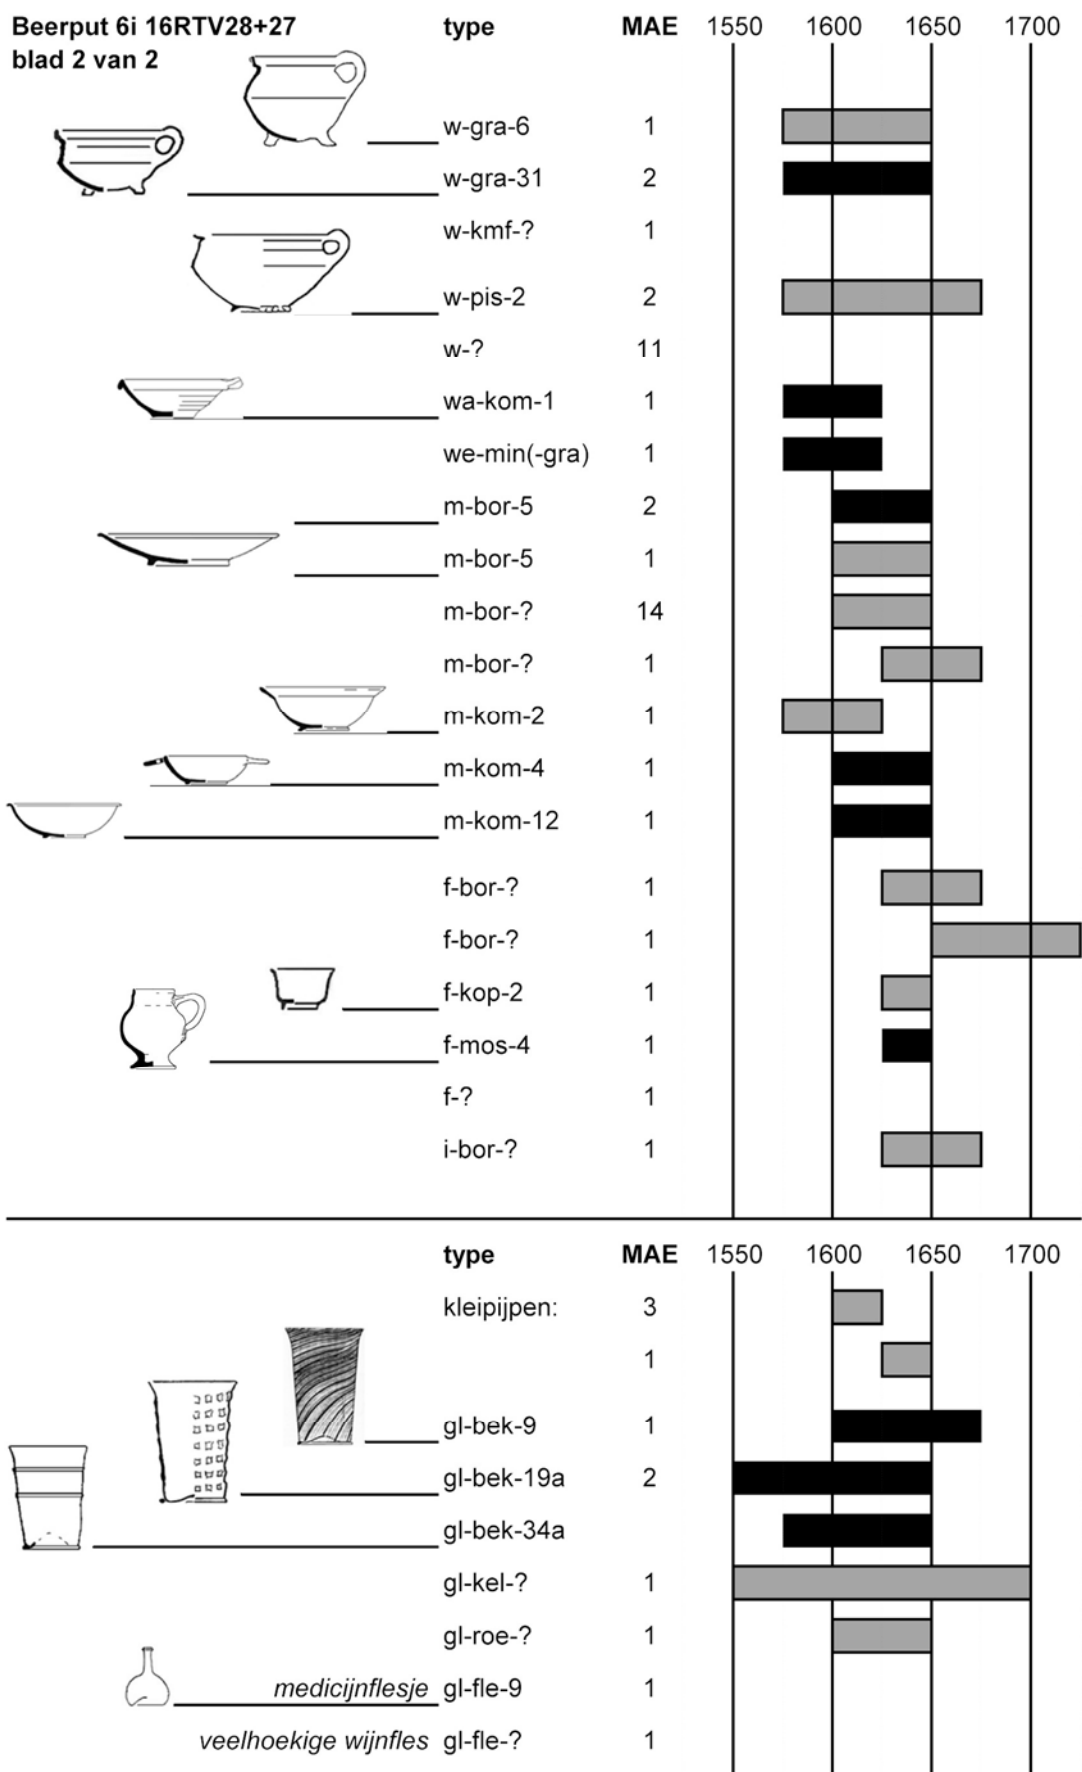 Beerput 6i 16RTV28+27 type MAE 1550 1600 1650 1700
blad 2 van 2
w-gra-6 1
w-gra-31 2
w-kmf-? 1
w-pis-2 2
w-? 11
wa-kom-1 1
we-min(-gra) 1
m-bor-5 2
m-bor-5 1
m-bor-? 14
m-bor-? 1
m-kom-2 1
m-kom-4 1
m-kom-12 1
f-bor-? 1
f-bor-? 1
f-kop-2 1
f-mos-4 1
f-? 1
i-bor-? 1
type MAE 1550 1600 1650 1700
kleipijpen: 3
1
gl-bek-9 1
gl-bek-19a 2
gl-bek-34a
gl-kel-? 1
gl-roe-? 1
medicijnflesje gl-fle-9 1
veelhoekige wijnfles gl-fle-? 1